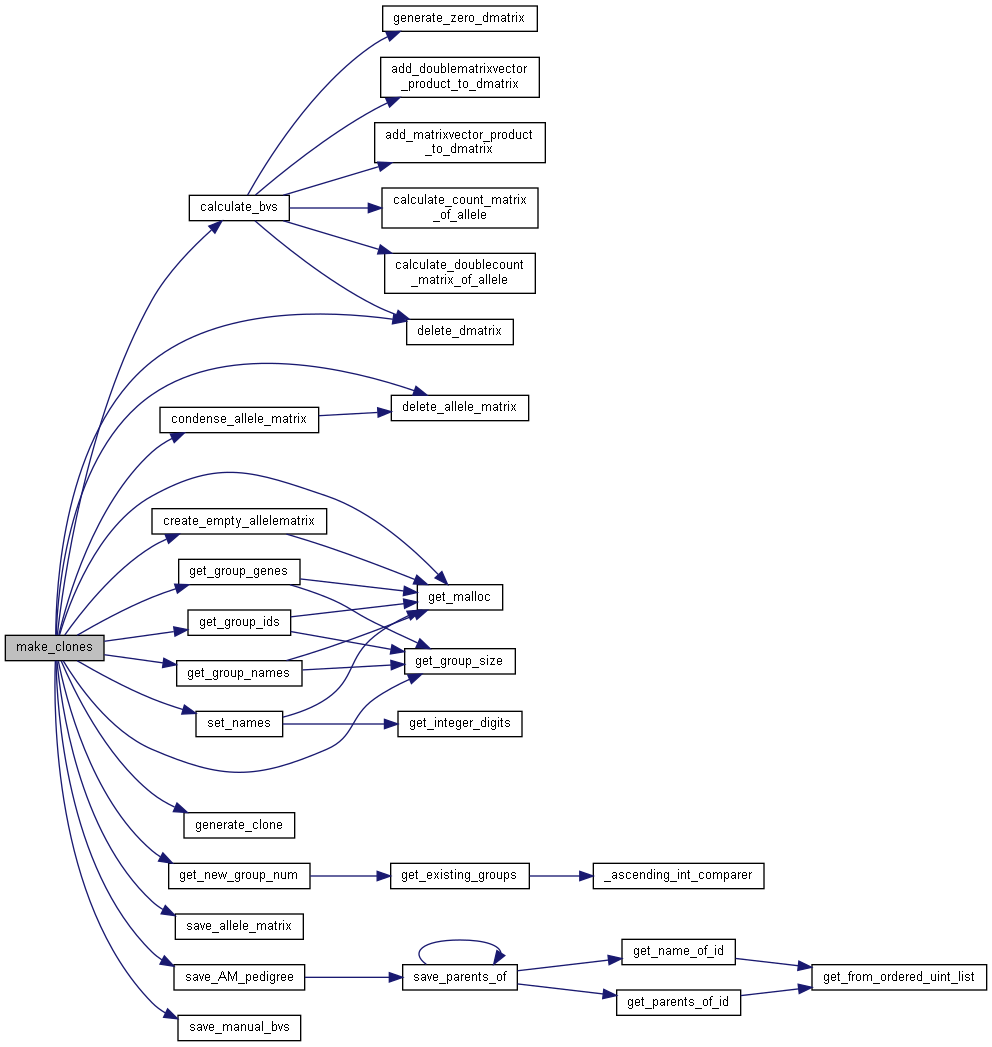 generate_zero_dmatrix
add_doublematrixvector
_product_to_dmatrix
add_matrixvector_product
_to_dmatrix
calculate_bvs
calculate_count_matrix
_of_allele
calculate_doublecount
_matrix_of_allele
delete_dmatrix
delete_allele_matrix
condense_allele_matrix
create_empty_allelematrix
get_group_genes
get_malloc
get_group_ids
make_clones
get_group_size
get_group_names
set_names
get_integer_digits
generate_clone
get_new_group_num
get_existing_groups
_ascending_int_comparer
save_allele_matrix
get_name_of_id
save_AM_pedigree
save_parents_of
get_from_ordered_uint_list
get_parents_of_id
save_manual_bvs